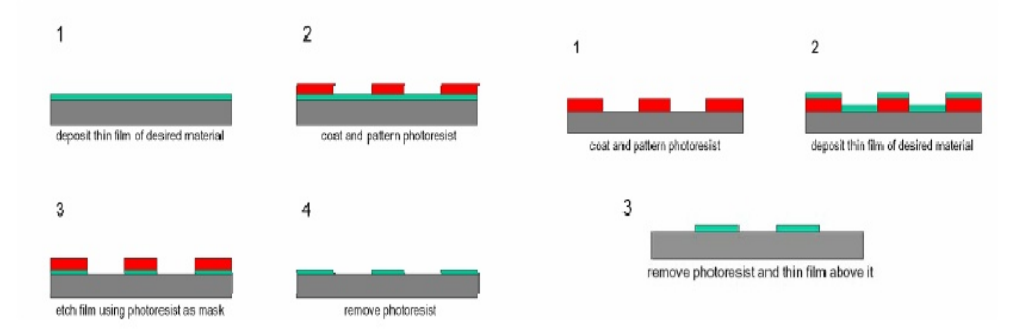 1
deposit thin film of desired material
2
coat and pattern photoresist
3
etch film using photoresist as mask
4
remove photoresist
1
coat and pattern photoresist
2
deposit thin film of desired material
3
remove photoresist and thin film above it